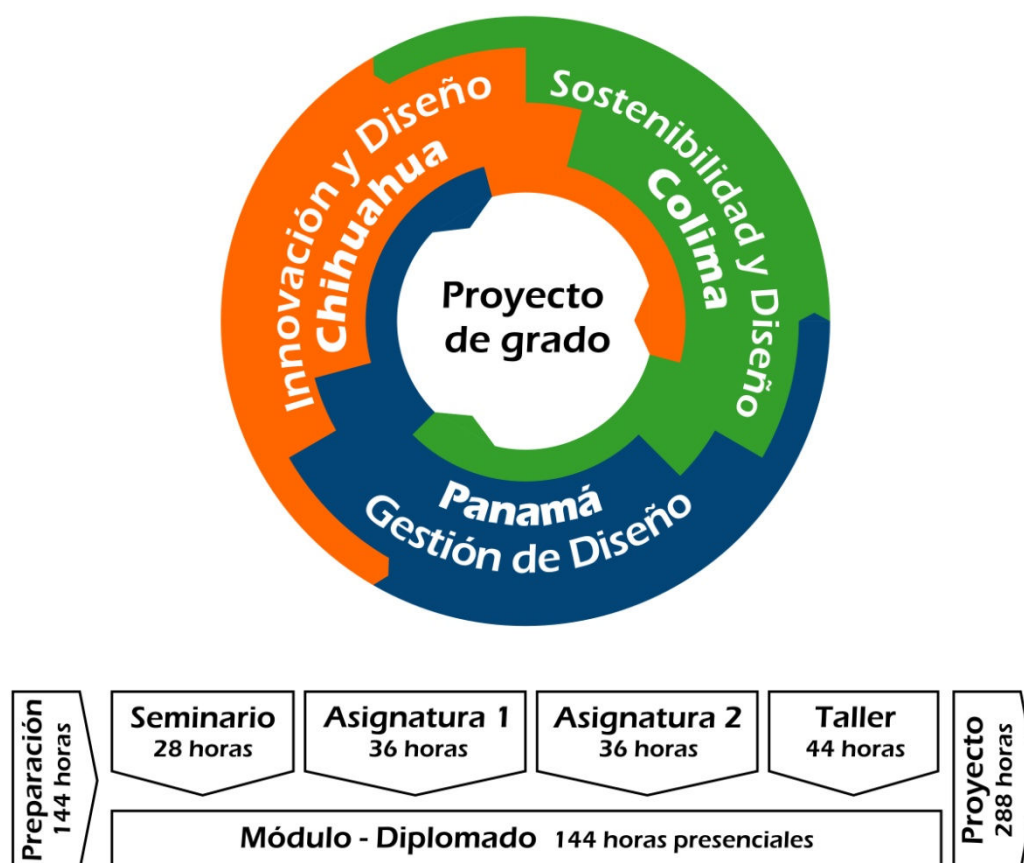 Innovación y Diseño
Chihuahua
Sostenibilidad y Diseño
Colima
Proyecto
de grado
Panamá
Gestión de Diseño
Preparación
144 horas
Seminario
28 horas
Asignatura 1
36 horas
Asignatura 2
36 horas
Taller
44 horas
Proyecto
288 horas
Módulo - Diplomado 144 horas presenciales